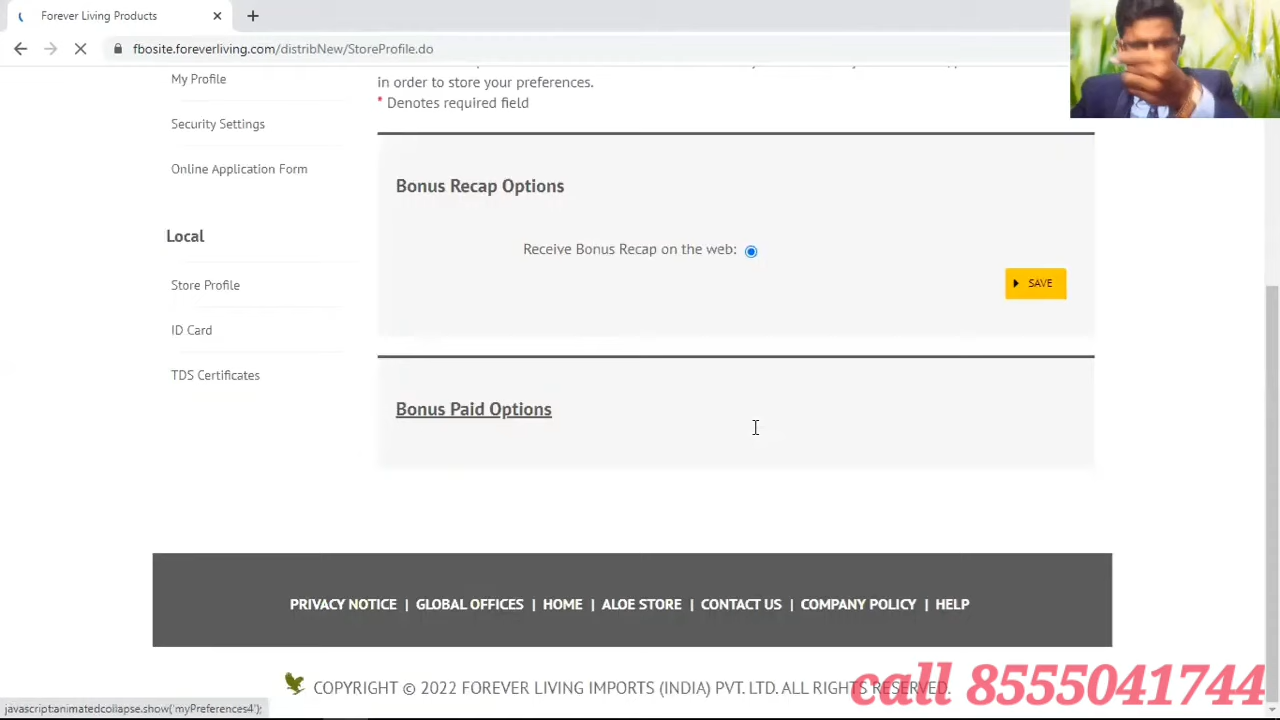 Forever Living Products
fbosite.foreverliving.com/distribNew/StoreProfile.do
in order to store your preferences.
* Denotes required field
My Profile
Security Settings
Online Application Form
Local
Store Profile
ID Card
TDS Certificates
Bonus Recap Options
Receive Bonus Recap on the web:
SAVE
Bonus Paid Options
PRIVACY NOTICE | GLOBAL OFFICES | HOME | ALOE STORE | CONTACT US | COMPANY POLICY | HELP
COPYRIGHT © 2022 FOREVER LIVING IMPORTS (INDIA) PVT. LTD. ALL RIGHTS RESERVED.
call 8555041744
javascript:animatedcollapse.show('myPreferences4');